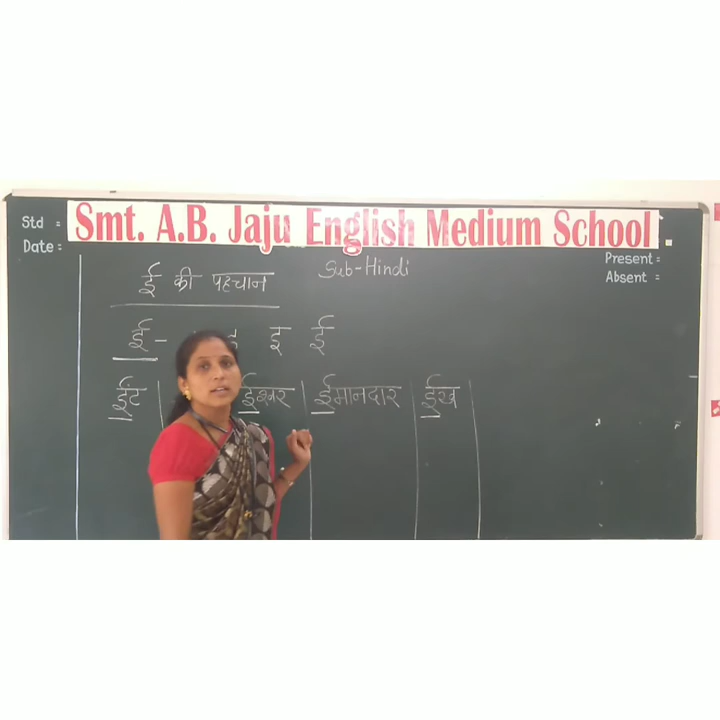 Smt. A.B. Jaju English Medium School
Std =
Date =
Present =
Absent =
Sub-Hindi
ई की पहचान
ई - इ ई
ईंट ईश्वर ईमानदार ईख